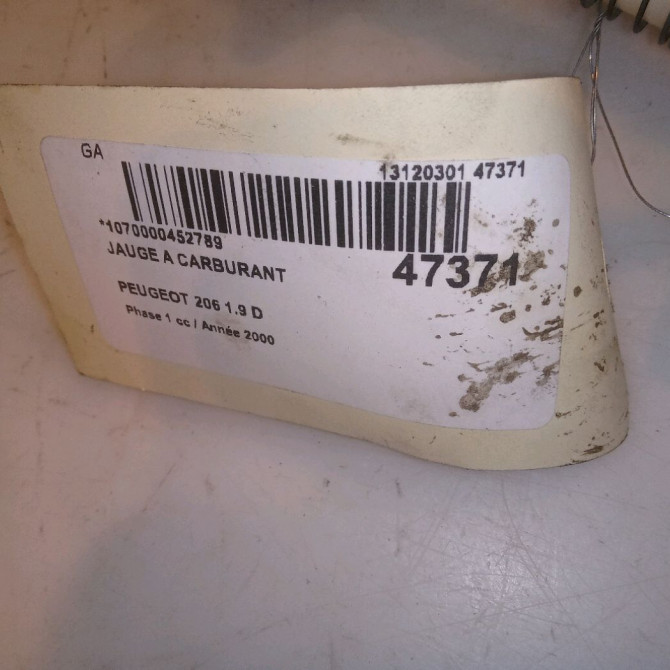 GA
13120301 47371
*1070000452789
JAUGE A CARBURANT
47371
PEUGEOT 206 1.9 D
Phase 1 cc / Année 2000